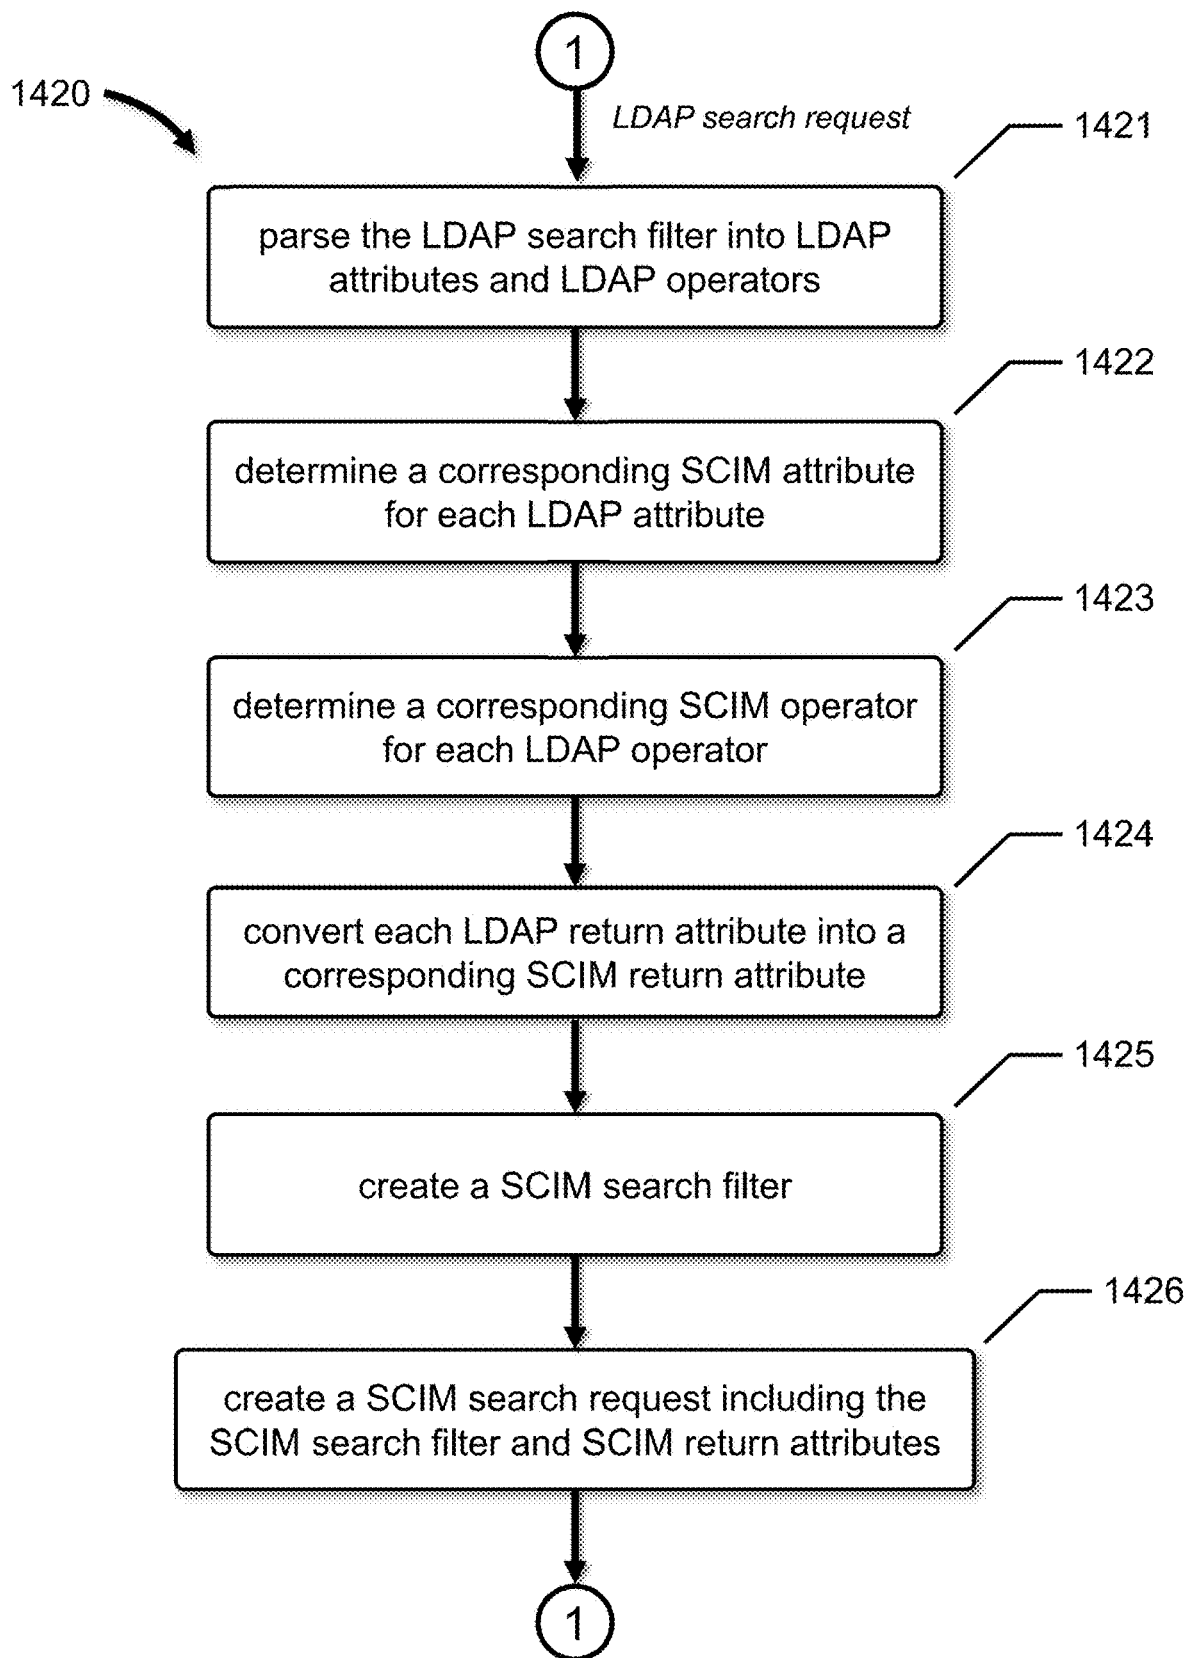 1
1420
LDAP search request
1421
parse the LDAP search filter into LDAP
attributes and LDAP operators
1422
determine a corresponding SCIM attribute
for each LDAP attribute
1423
determine a corresponding SCIM operator
for each LDAP operator
1424
convert each LDAP return attribute into a
corresponding SCIM return attribute
1425
create a SCIM search filter
1426
create a SCIM search request including the
SCIM search filter and SCIM return attributes
1